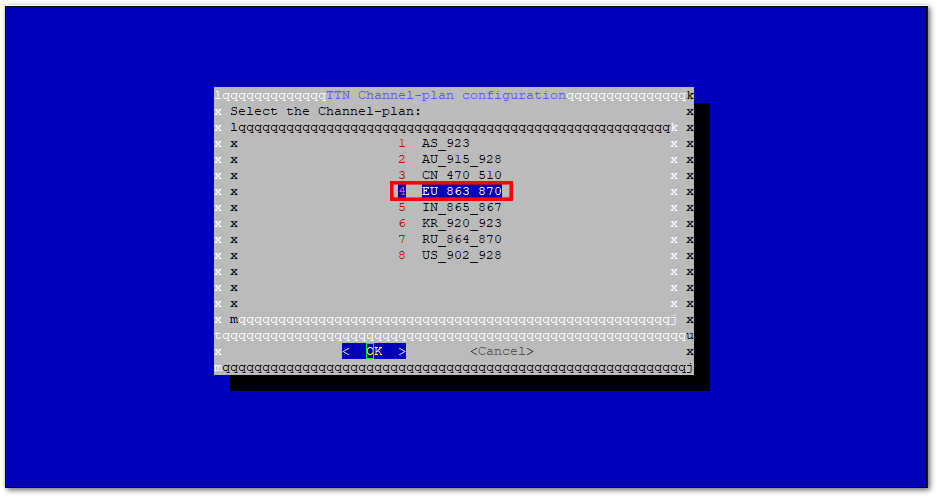 lqqqqqqqqqqqqqTTN Channel-plan configurationqqqqqqqqqqqqqqqk
x Select the Channel-plan: x
x lqqqqqqqqqqqqqqqqqqqqqqqqqqqqqqqqqqqqqqqqqqqqqqqqqqqqqqk x
x x 1 AS_923 x x
x x 2 AU_915_928 x x
x x 3 CN_470_510 x x
x x 4 EU_863_870 x x
x x 5 IN_865_867 x x
x x 6 KR_920_923 x x
x x 7 RU_864_870 x x
x x 8 US_902_928 x x
x x x x
x x x x
x x x x
x mqqqqqqqqqqqqqqqqqqqqqqqqqqqqqqqqqqqqqqqqqqqqqqqqqqqqqqj x
tqqqqqqqqqqqqqqqqqqqqqqqqqqqqqqqqqqqqqqqqqqqqqqqqqqqqqqqqqqu
x < OK > <Cancel> x
mqqqqqqqqqqqqqqqqqqqqqqqqqqqqqqqqqqqqqqqqqqqqqqqqqqqqqqqqqqj